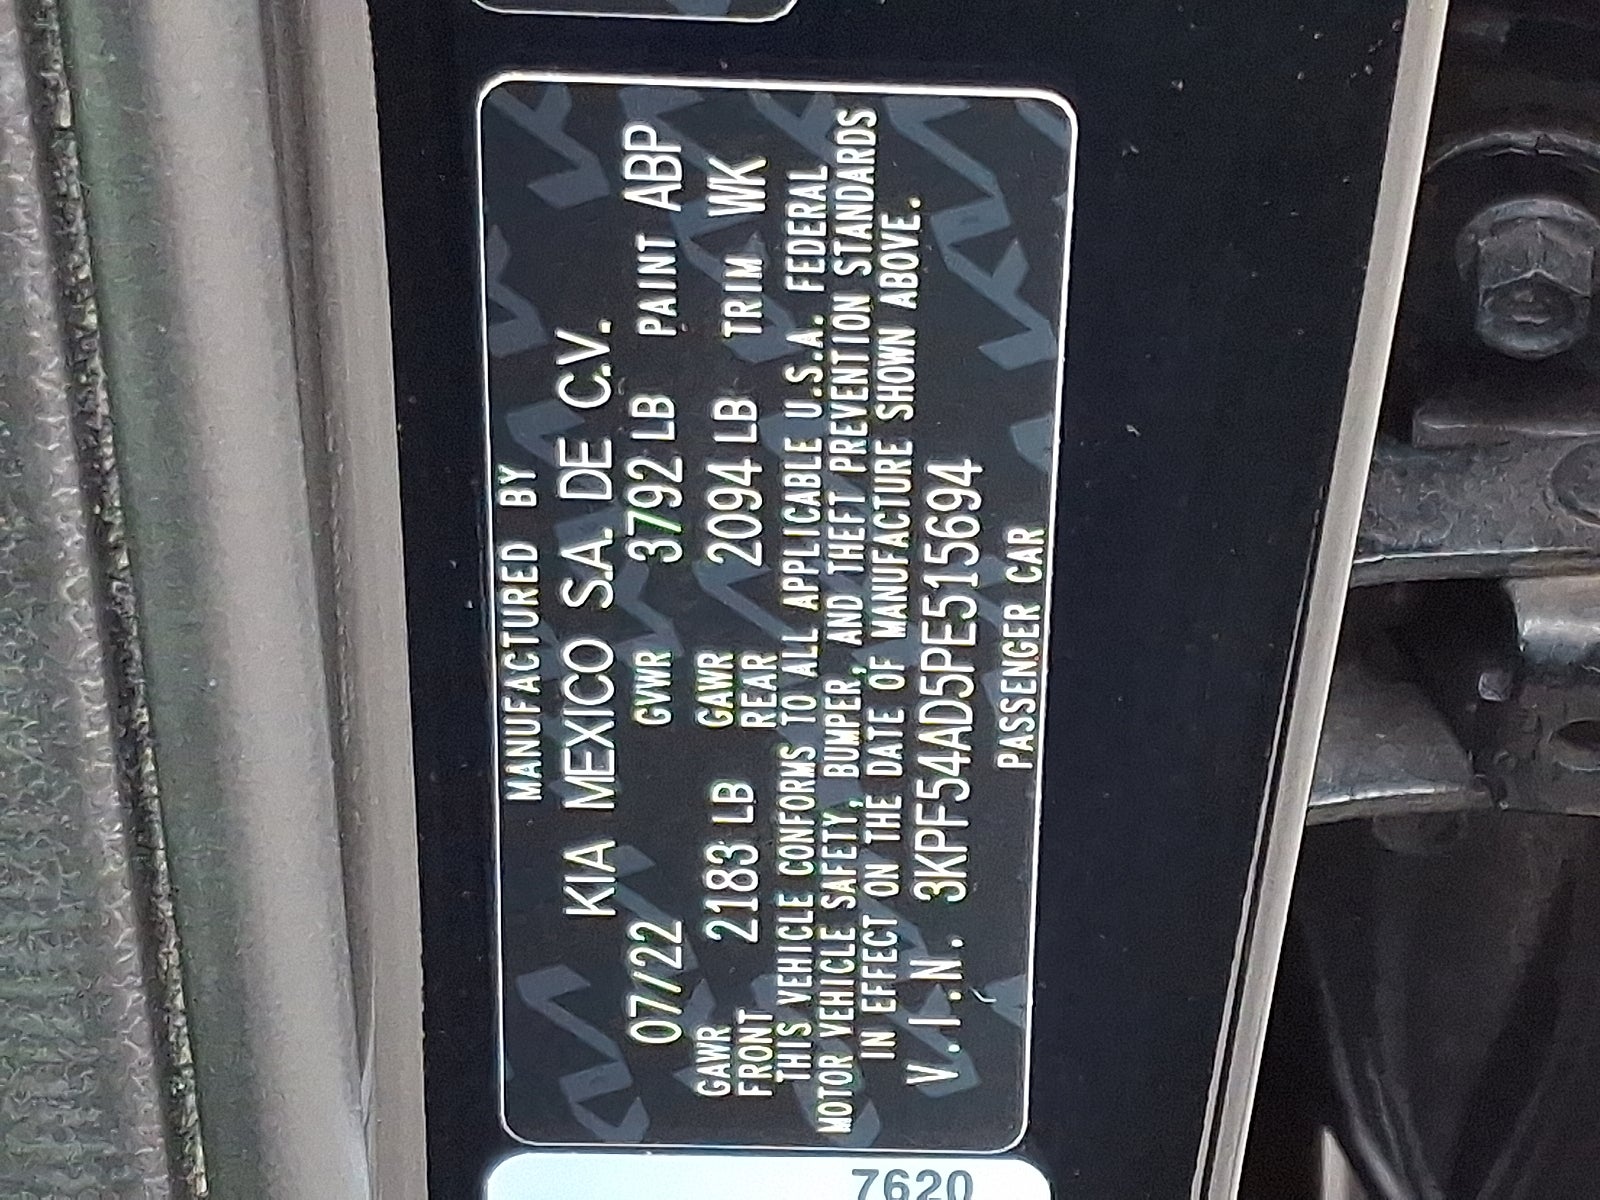 MANUFACTURED BY
KIA MEXICO S.A. DE C.V.
07/22 GVWR 3792 LB PAINT ABP
GAWR FRONT 2183 LB GAWR REAR 2094 LB TRIM WK
THIS VEHICLE CONFORMS TO ALL APPLICABLE U.S.A. FEDERAL
MOTOR VEHICLE SAFETY, BUMPER, AND THEFT PREVENTION STANDARDS
IN EFFECT ON THE DATE OF MANUFACTURE SHOWN ABOVE.
V.I.N. 3KPF54AD5PE515694
PASSENGER CAR
7620